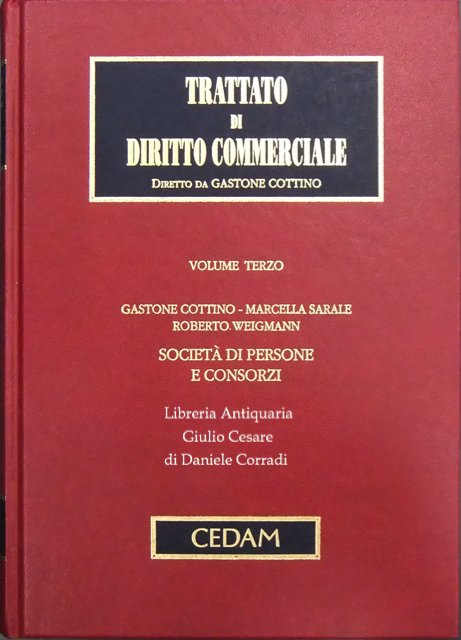 TRATTATO
DI
DIRITTO COMMERCIALE
DIRETTO DA GASTONE COTTINO
VOLUME TERZO
GASTONE COTTINO - MARCELLA SARALE
ROBERTO.WEIGMANN
SOCIETÀ DI PERSONE
E CONSORZI
Libreria Antiquaria
Giulio Cesare
di Daniele Corradi
CEDAM